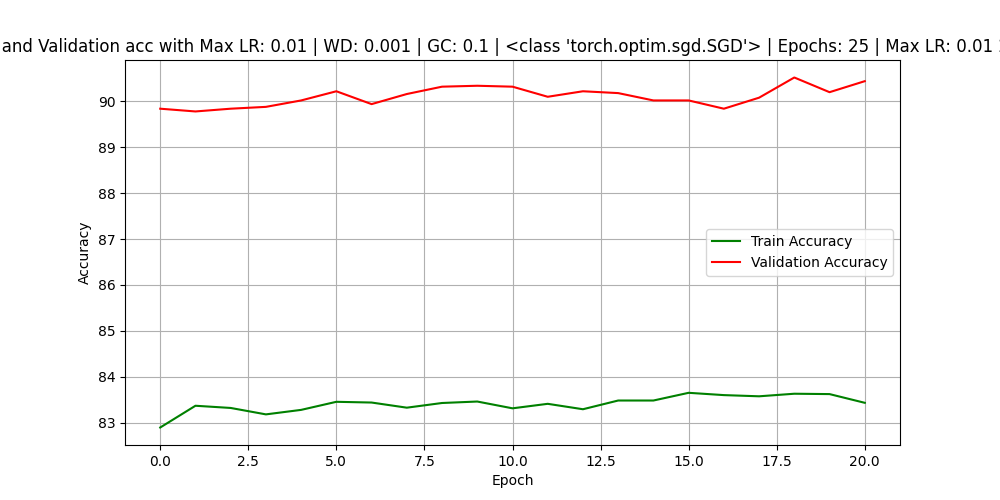 and Validation acc with Max LR: 0.01 | WD: 0.001 | GC: 0.1 | <class 'torch.optim.sgd.SGD'> | Epochs: 25 | Max LR: 0.01
90
89
88
87
86
85
84
83
Accuracy
Train Accuracy
Validation Accuracy
0.0 2.5 5.0 7.5 10.0 12.5 15.0 17.5 20.0
Epoch